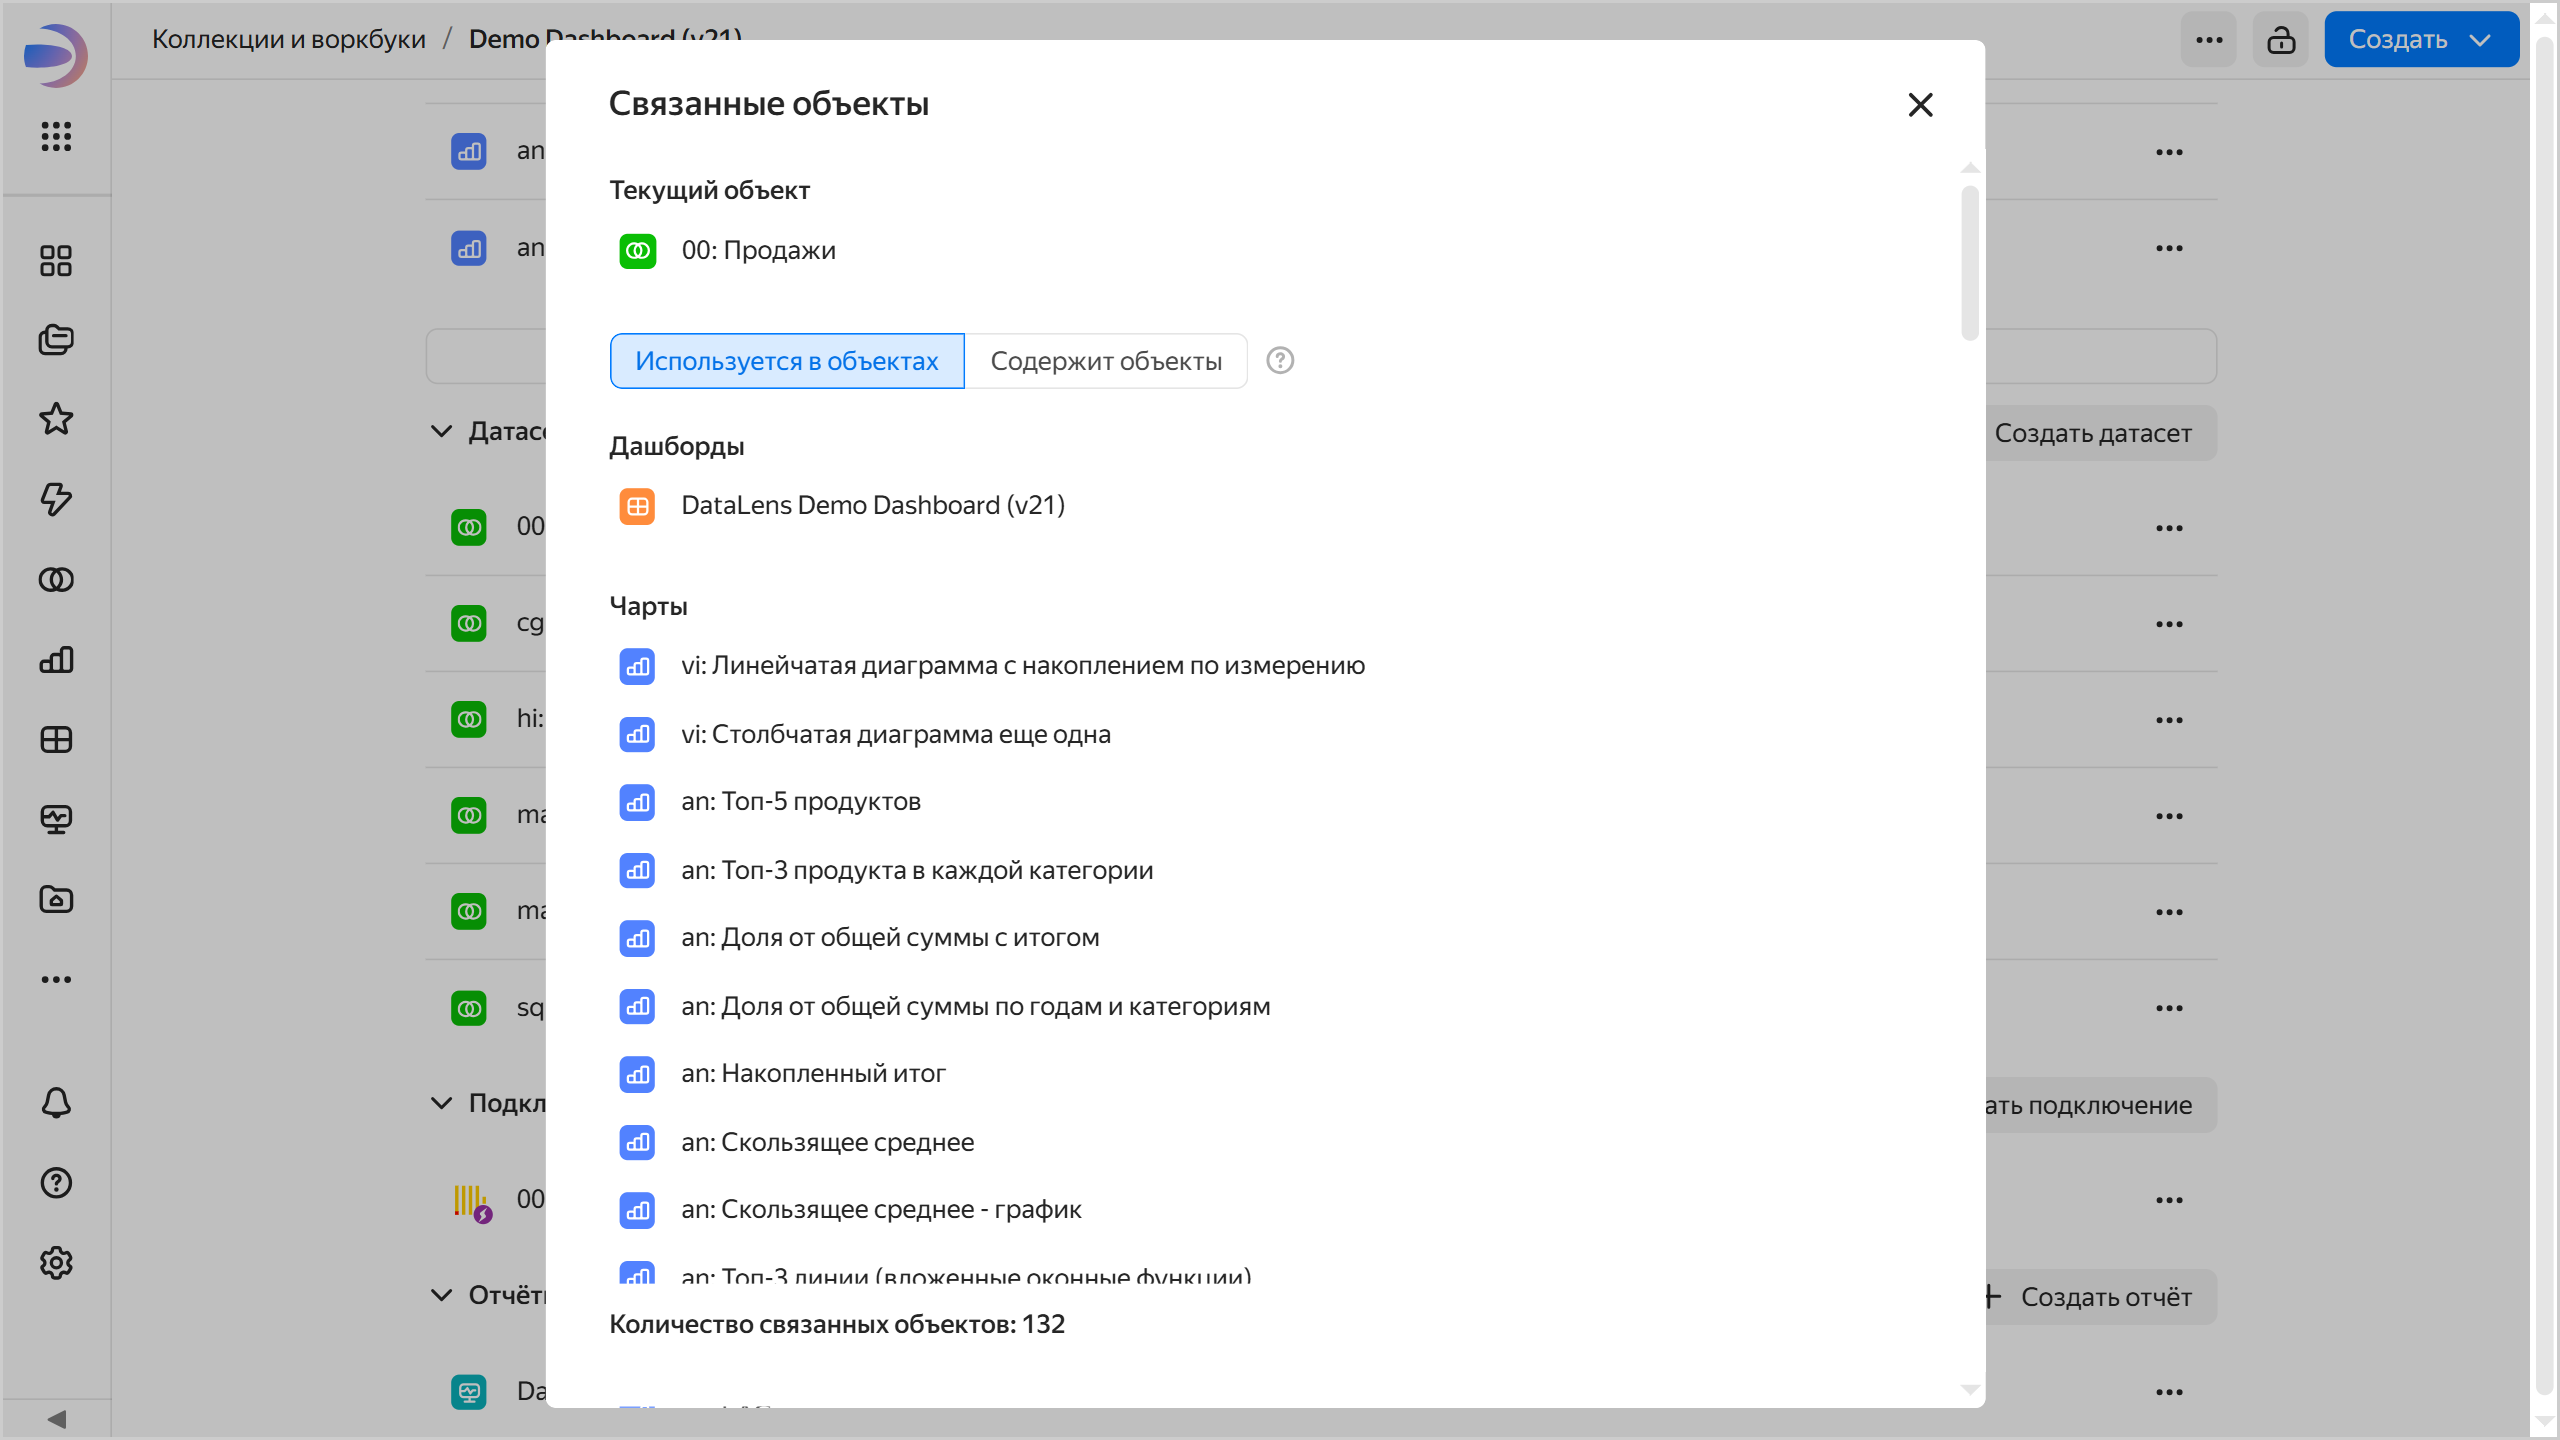 Коллекции и воркбуки / Demo Dashboard (v21)
Создать
Связанные объекты
Текущий объект
00: Продажи
Используется в объектах
Содержит объекты
Дашборды
DataLens Demo Dashboard (v21)
Чарты
vi: Линейчатая диаграмма с накоплением по измерению
vi: Столбчатая диаграмма еще одна
an: Топ-5 продуктов
an: Топ-3 продукта в каждой категории
an: Доля от общей суммы с итогом
an: Доля от общей суммы по годам и категориям
an: Накопленный итог
an: Скользящее среднее
an: Скользящее среднее - график
an: Топ-3 линии (вложенные оконные функции)
Количество связанных объектов: 132
an
an
Создать датасет
00
cg
hi:
ma
ma
sq
подключение
00
Создать отчёт
Da